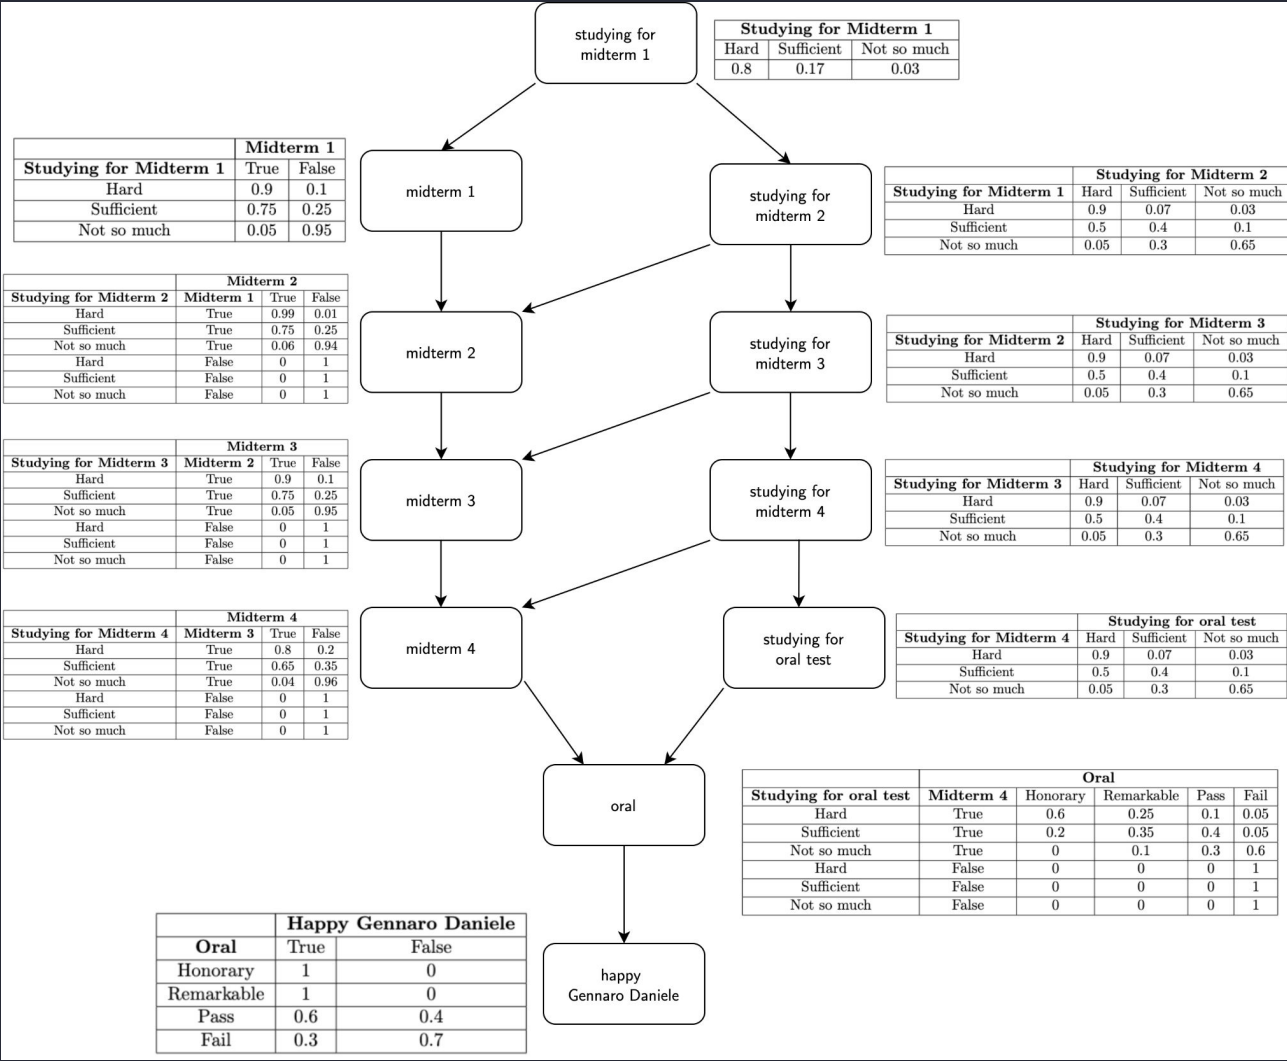 studying for
midterm 1
Studying for Midterm 1
Hard Sufficient Not so much
0.8 0.17 0.03
Midterm 1
Studying for Midterm 1 True False
Hard 0.9 0.1
Sufficient 0.75 0.25
Not so much 0.05 0.95
midterm 1
studying for
midterm 2
Studying for Midterm 2
Studying for Midterm 1 Hard Sufficient Not so much
Hard 0.9 0.07 0.03
Sufficient 0.5 0.4 0.1
Not so much 0.05 0.3 0.65
Midterm 2
Studying for Midterm 2 Midterm 1 True False
Hard True 0.99 0.01
Sufficient True 0.75 0.25
Not so much True 0.06 0.94
Hard False 0 1
Sufficient False 0 1
Not so much False 0 1
midterm 2
studying for
midterm 3
Studying for Midterm 3
Studying for Midterm 2 Hard Sufficient Not so much
Hard 0.9 0.07 0.03
Sufficient 0.5 0.4 0.1
Not so much 0.05 0.3 0.65
Midterm 3
Studying for Midterm 3 Midterm 2 True False
Hard True 0.9 0.1
Sufficient True 0.75 0.25
Not so much True 0.05 0.95
Hard False 0 1
Sufficient False 0 1
Not so much False 0 1
midterm 3
studying for
midterm 4
Studying for Midterm 4
Studying for Midterm 3 Hard Sufficient Not so much
Hard 0.9 0.07 0.03
Sufficient 0.5 0.4 0.1
Not so much 0.05 0.3 0.65
Midterm 4
Studying for Midterm 4 Midterm 3 True False
Hard True 0.8 0.2
Sufficient True 0.65 0.35
Not so much True 0.04 0.96
Hard False 0 1
Sufficient False 0 1
Not so much False 0 1
midterm 4
studying for
oral test
Studying for oral test
Studying for Midterm 4 Hard Sufficient Not so much
Hard 0.9 0.07 0.03
Sufficient 0.5 0.4 0.1
Not so much 0.05 0.3 0.65
oral
Oral
Studying for oral test Midterm 4 Honorary Remarkable Pass Fail
Hard True 0.6 0.25 0.1 0.05
Sufficient True 0.2 0.35 0.4 0.05
Not so much True 0 0.1 0.3 0.6
Hard False 0 0 0 1
Sufficient False 0 0 0 1
Not so much False 0 0 0 1
Happy Gennaro Daniele
Oral True False
Honorary 1 0
Remarkable 1 0
Pass 0.6 0.4
Fail 0.3 0.7
happy
Gennaro Daniele